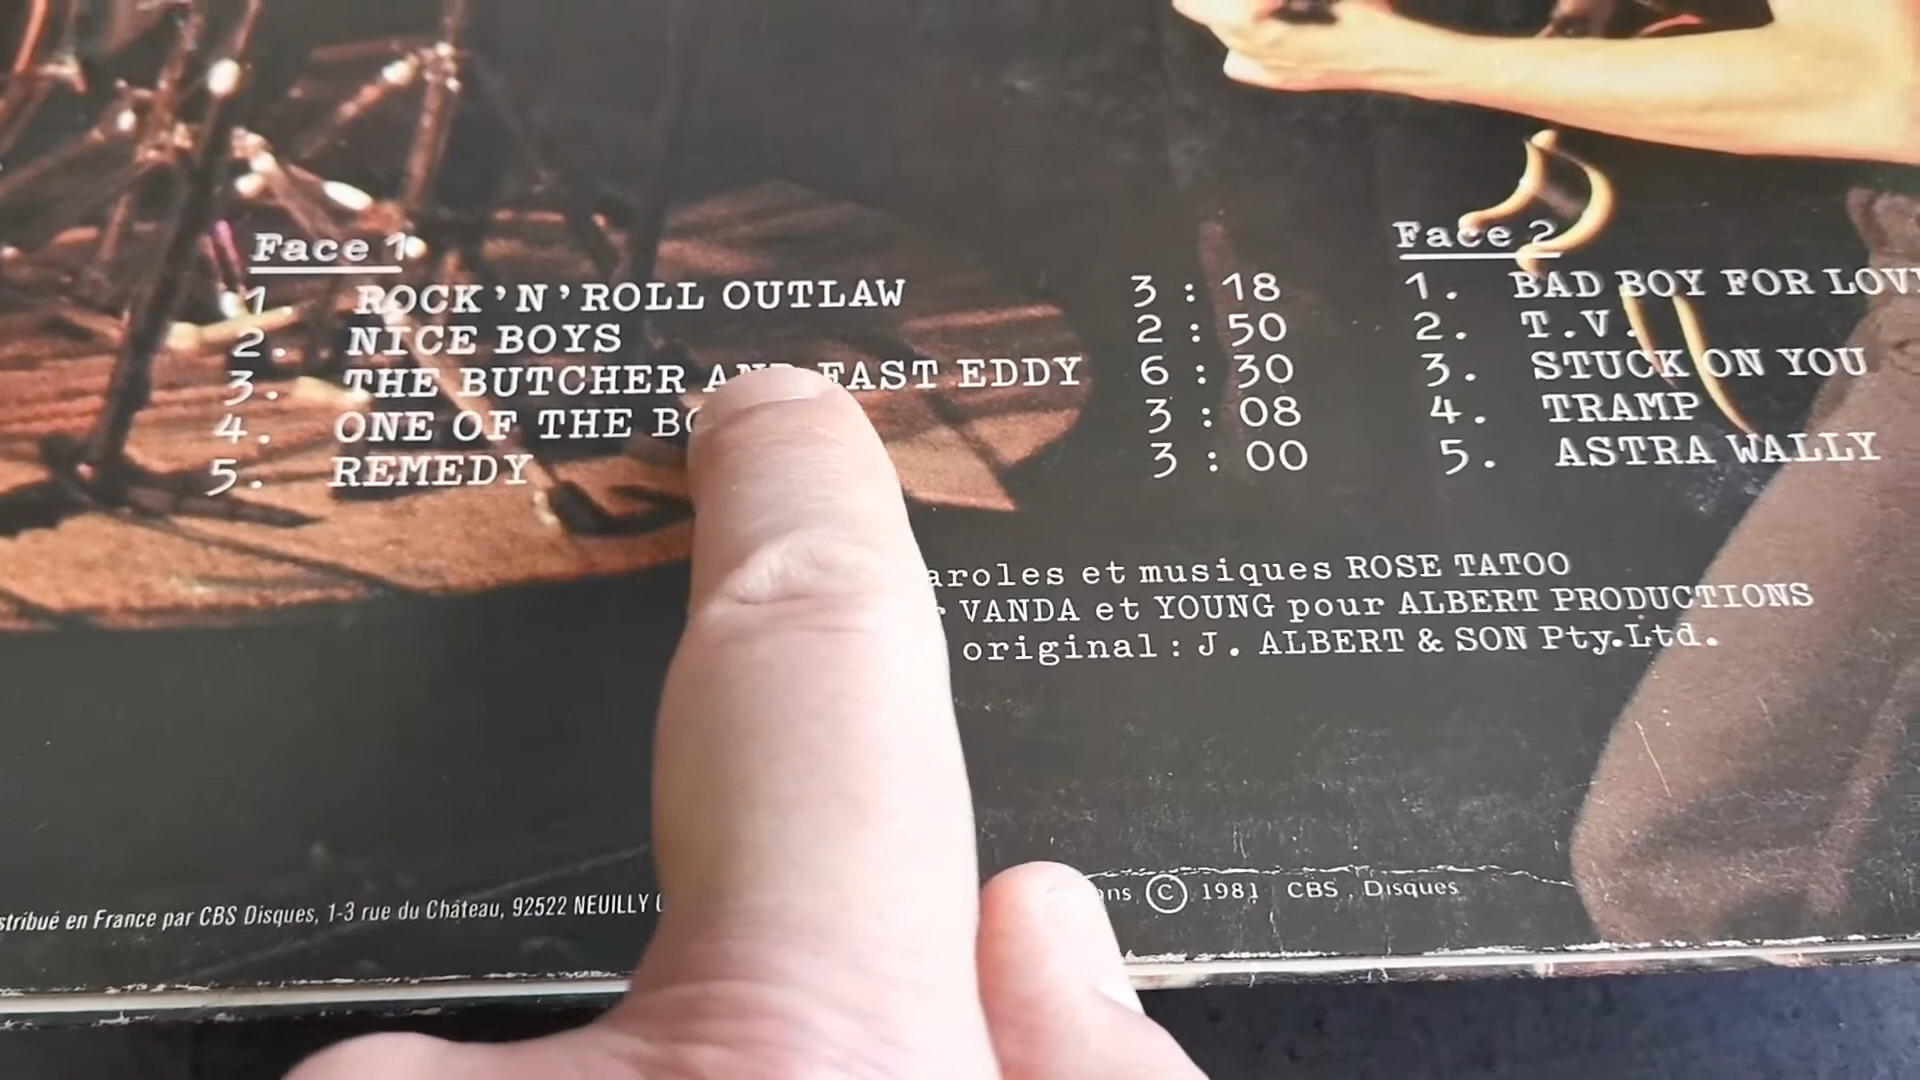 Face 1
1. ROCK'N'ROLL OUTLAW 3 : 18
2. NICE BOYS 2 : 50
3. THE BUTCHER AND FAST EDDY 6 : 30
4. ONE OF THE 3 : 08
5. REMEDY 3 : 00
Face 2
1. BAD BOY FOR
2. T.V.
3. STUCK ON YOU
4. TRAMP
5. ASTRA WALLY
et musiques ROSE TATOO
VANDA et YOUNG pour ALBERT PRODUCTIONS
original : J. ALBERT & SON Pty.Ltd.
en France par CBS Disques, 1-3 rue du Château, 92522 NEUILLY
© 1981 CBS Disques